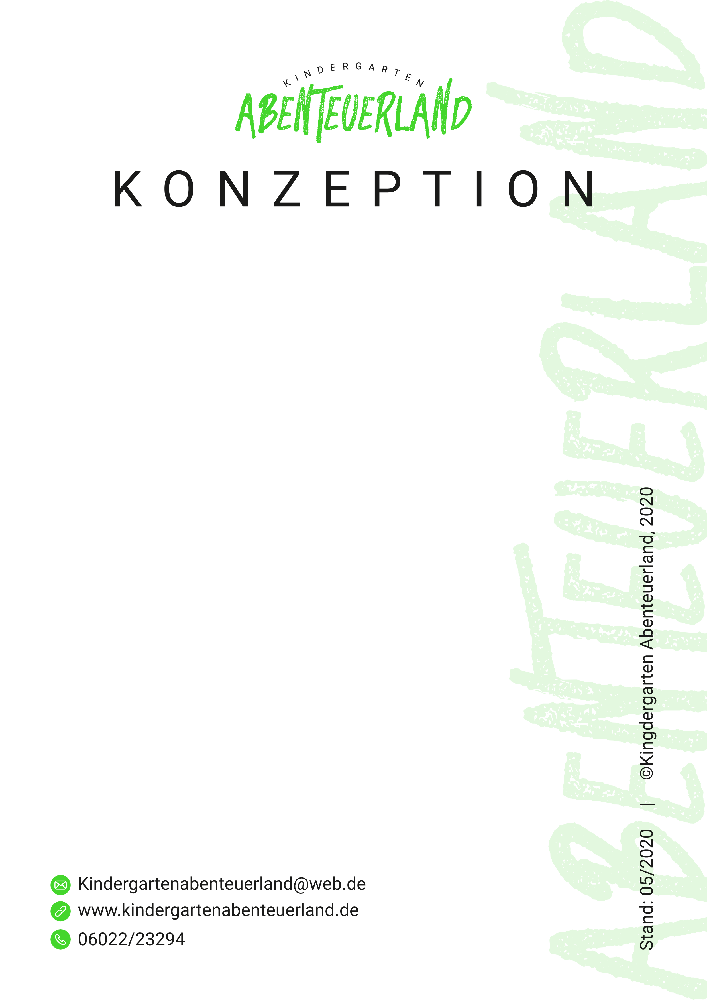 KINDERGARTEN
ABENTEUERLAND
KONZEPTION
ABENTEUERLAND
Stand: 05/2020 | ©Kingdergarten Abenteuerland, 2020
Kindergartenabenteuerland@web.de
www.kindergartenabenteuerland.de
06022/23294